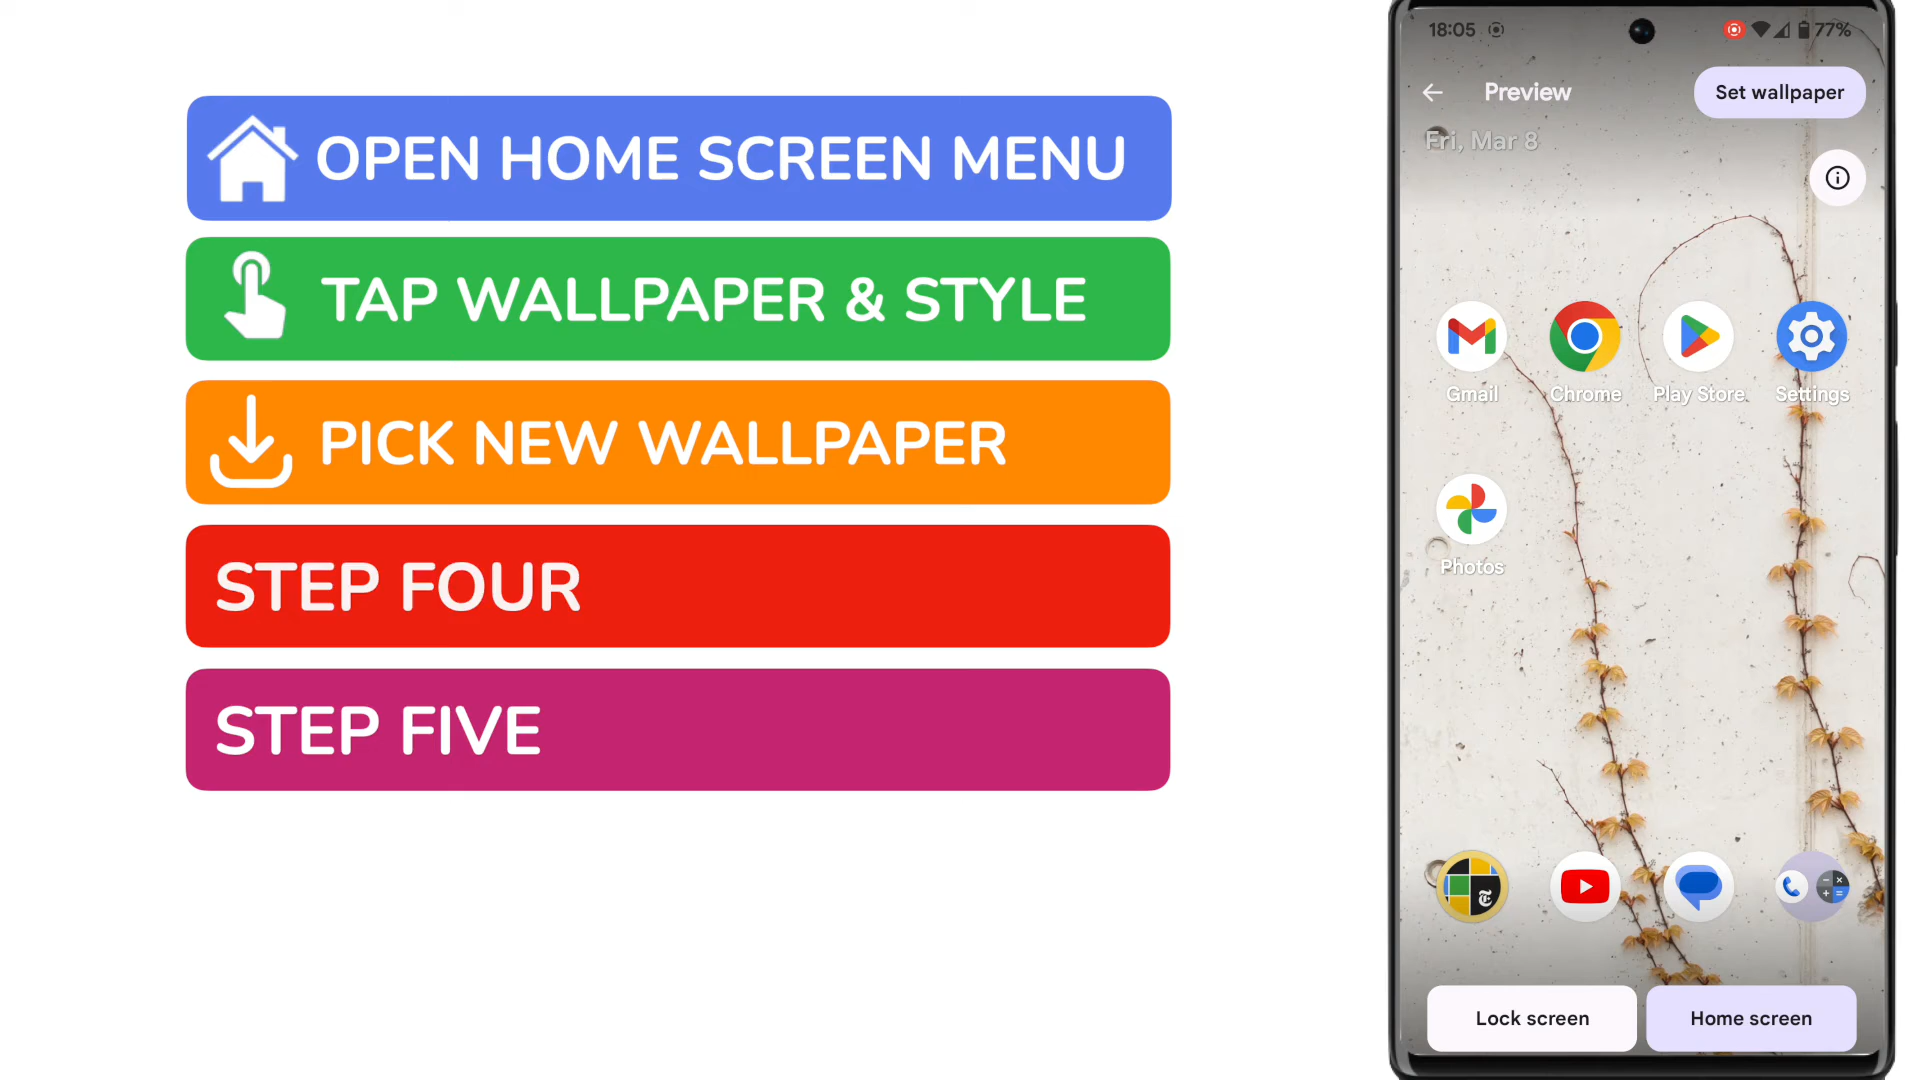 OPEN HOME SCREEN MENU
TAP WALLPAPER & STYLE
PICK NEW WALLPAPER
STEP FOUR
STEP FIVE
18:05
77%
Preview
Set wallpaper
Fri, Mar 8
Gmail
Chrome
Play Store
Settings
Photos
Lock screen
Home screen